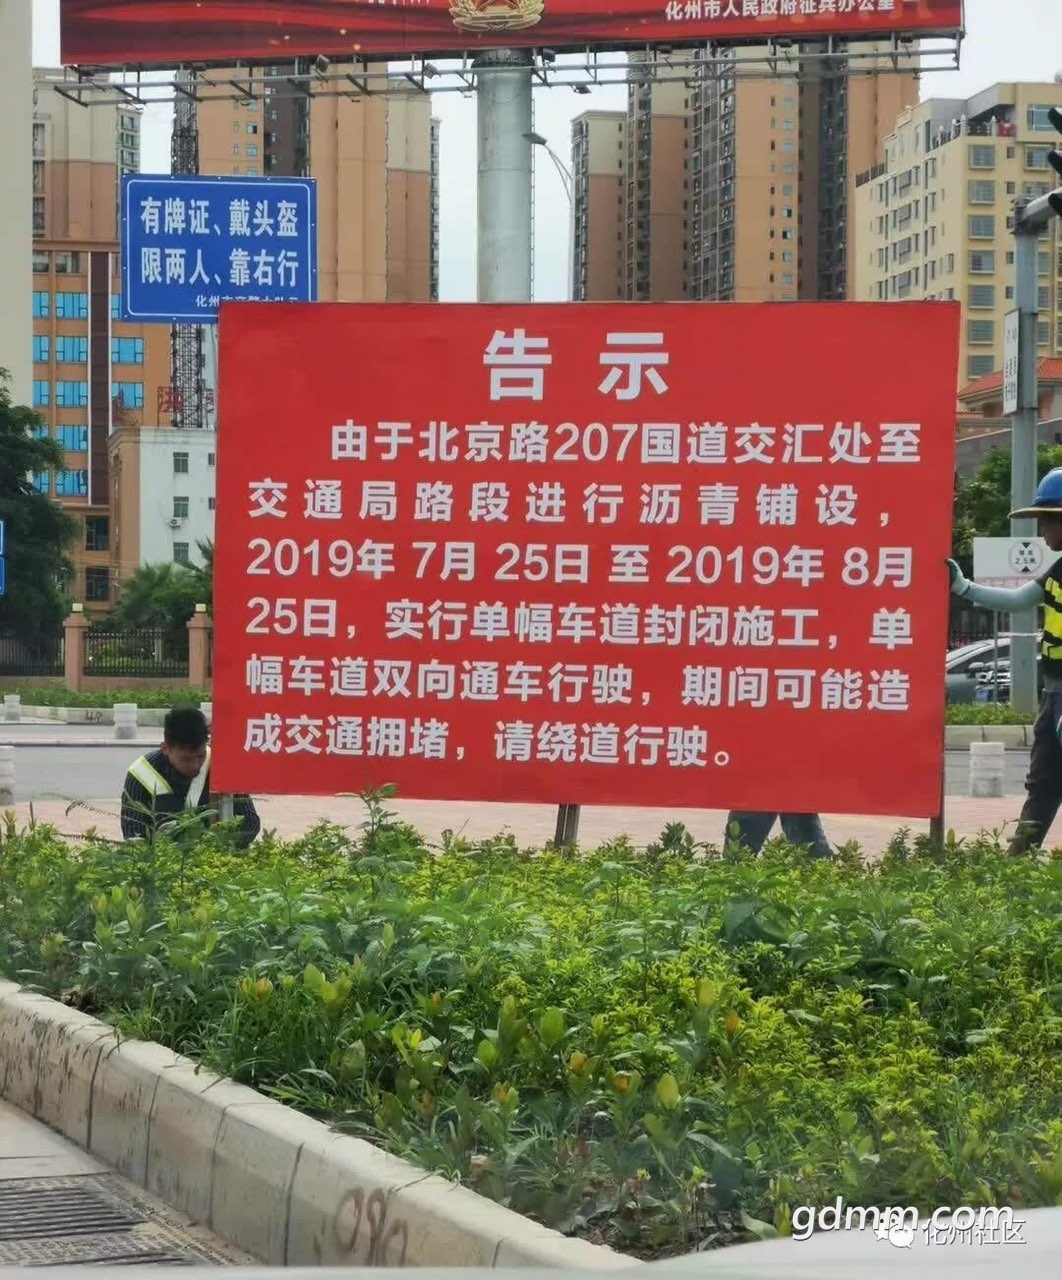 化州市人民政府征兵办公室
有牌证、戴头盔
限两人、靠右行
告示
由于北京路207国道交汇处至
交通局路段进行沥青铺设，
2019年7月25日至2019年8月
25日，实行单幅车道封闭施工，单
幅车道双向通车行驶，期间可能造
成交通拥堵，请绕道行驶。
2.5米
gdmm.com
化州社区